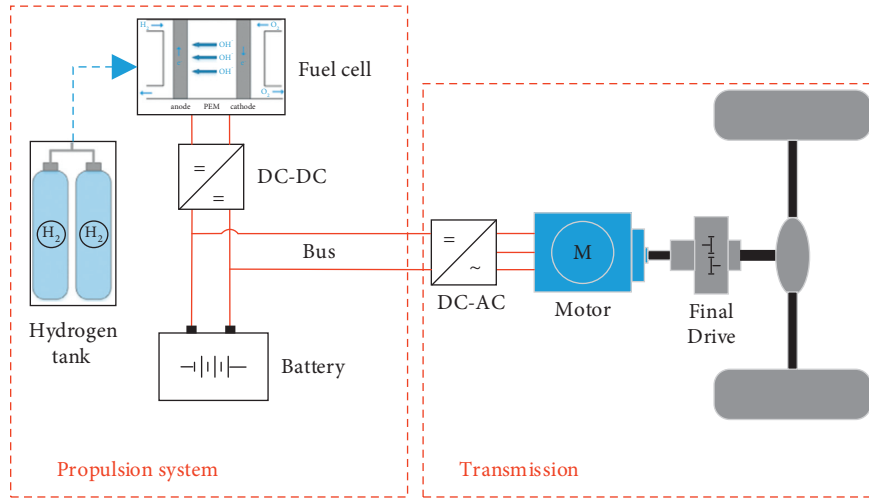 H₂
O₂
OH
OH
OH
e
e
O₂
anode PEM cathode
Fuel cell
=
=
DC-DC
H₂ H₂
Hydrogen
tank
Bus
Battery
=
~
DC-AC
M
Motor
Final
Drive
Propulsion system
Transmission